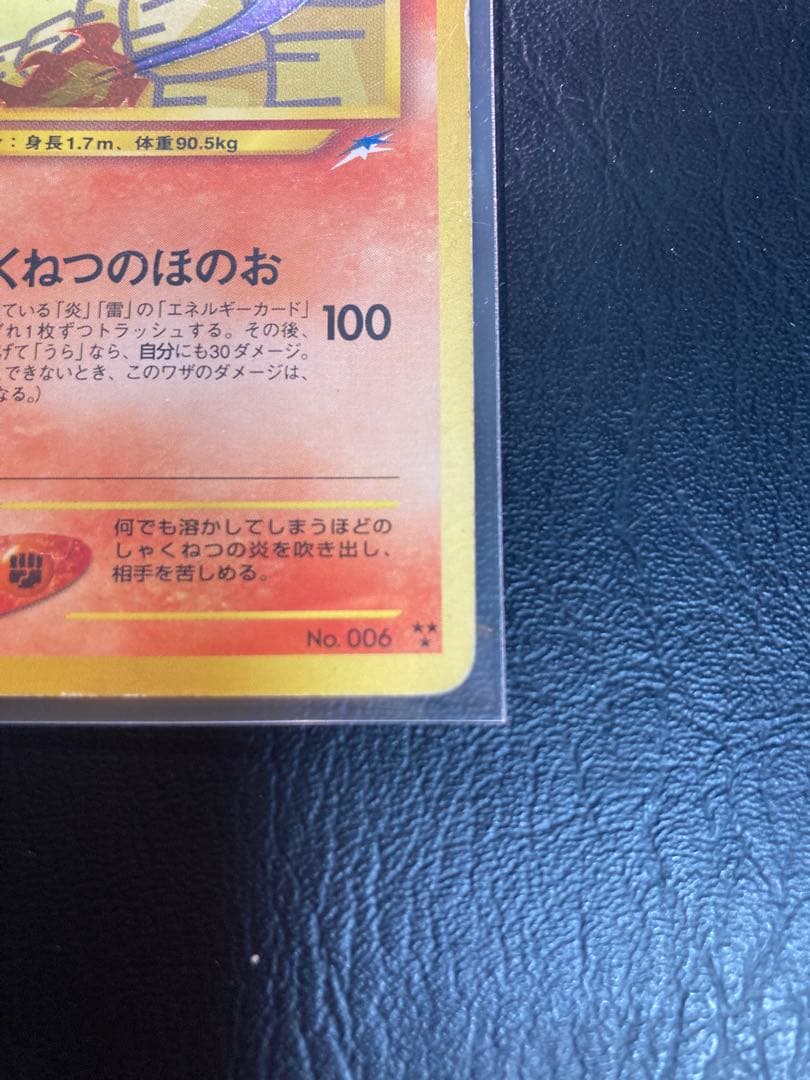 ：身長1.7m、体重90.5kg
くねつのほのお
ている「炎」「雷」の「エネルギーカード」
ぞれ1枚ずつトラッシュする。その後、
げて「うら」なら、自分にも30ダメージ。
できないとき、このワザのダメージは、
なる。)
100
何でも溶かしてしまうほどの
しゃくねつの炎を吹き出し、
相手を苦しめる。
No. 006 ★★★